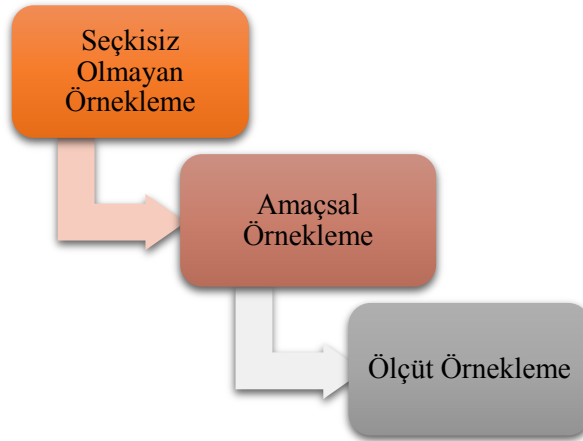 Seçkisiz
Olmayan
Örnekleme
Amaçsal
Örnekleme
Ölçüt Örnekleme